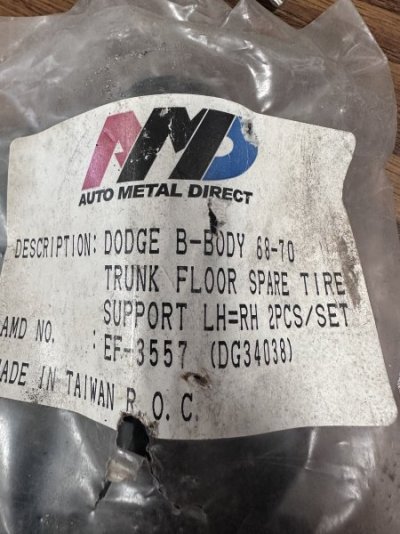 AMD
AUTO METAL DIRECT
DESCRIPTION: DODGE B-BODY 68-70
TRUNK FLOOR SPARE TIRE
SUPPORT LH=RH 2PCS/SET
AMD NO. : EF-3557 (DG34038)
MADE IN TAIWAN R.O.C.